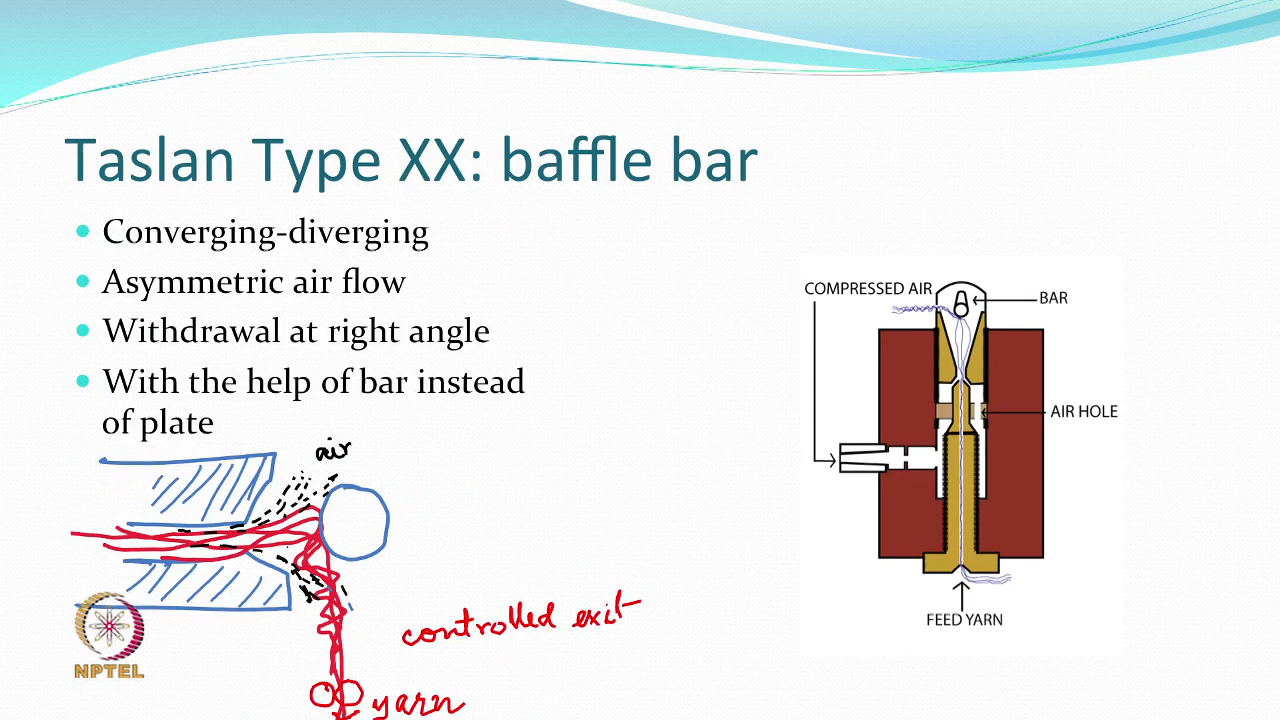 Taslan Type XX: baffle bar
Converging-diverging
Asymmetric air flow
Withdrawal at right angle
With the help of bar instead
of plate
COMPRESSED AIR
BAR
AIR HOLE
FEED YARN
air
controlled exit
yarn
NPTEL